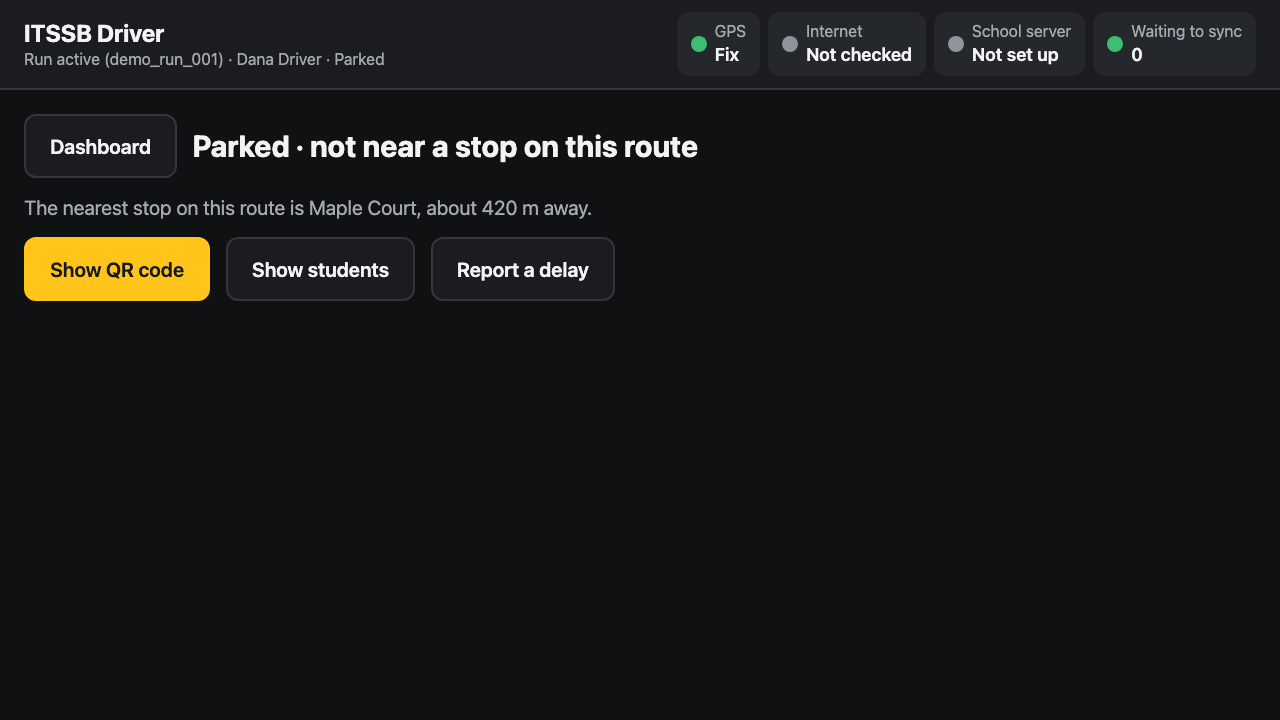 ITSSB Driver
Run active (demo_run_001) · Dana Driver · Parked
GPS
Fix
Internet
Not checked
School server
Not set up
Waiting to sync
0
Dashboard
Parked · not near a stop on this route
The nearest stop on this route is Maple Court, about 420 m away.
Show QR code
Show students
Report a delay